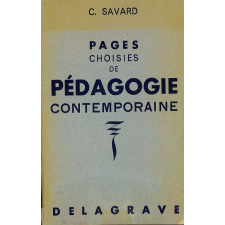 C. SAVARD
PAGES
CHOISIES
DE
PÉDAGOGIE
CONTEMPORAINE
DELAGRAVE